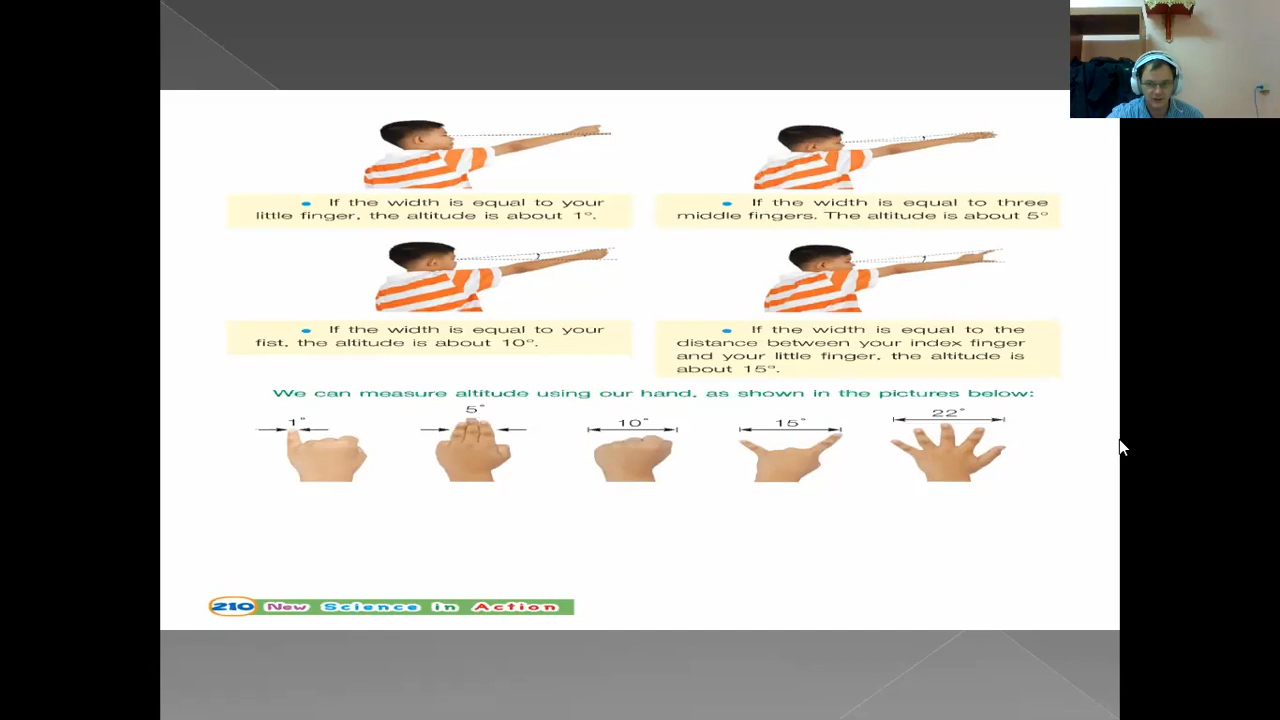 • If the width is equal to your
little finger, the altitude is about 1°.
• If the width is equal to three
middle fingers. The altitude is about 5°
• If the width is equal to your
fist, the altitude is about 10°.
• If the width is equal to the
distance between your index finger
and your little finger, the altitude is
about 15°.
We can measure altitude using our hand, as shown in the pictures below:
1°
5°
10°
15°
22°
210 New Science in Action